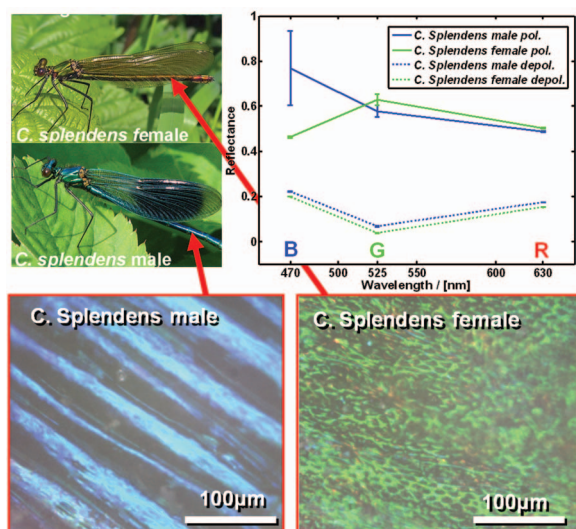 C. splendens female
C. splendens male
C. Splendens male pol.
C. Splendens female pol.
C. Splendens male depol.
C. Splendens female depol.
1
0.8
0.6
0.4
0.2
0
Reflectance
B G R
470 500 525 550 600 630
Wavelength / [nm]
C. Splendens male
100µm
C. Splendens female
100µm